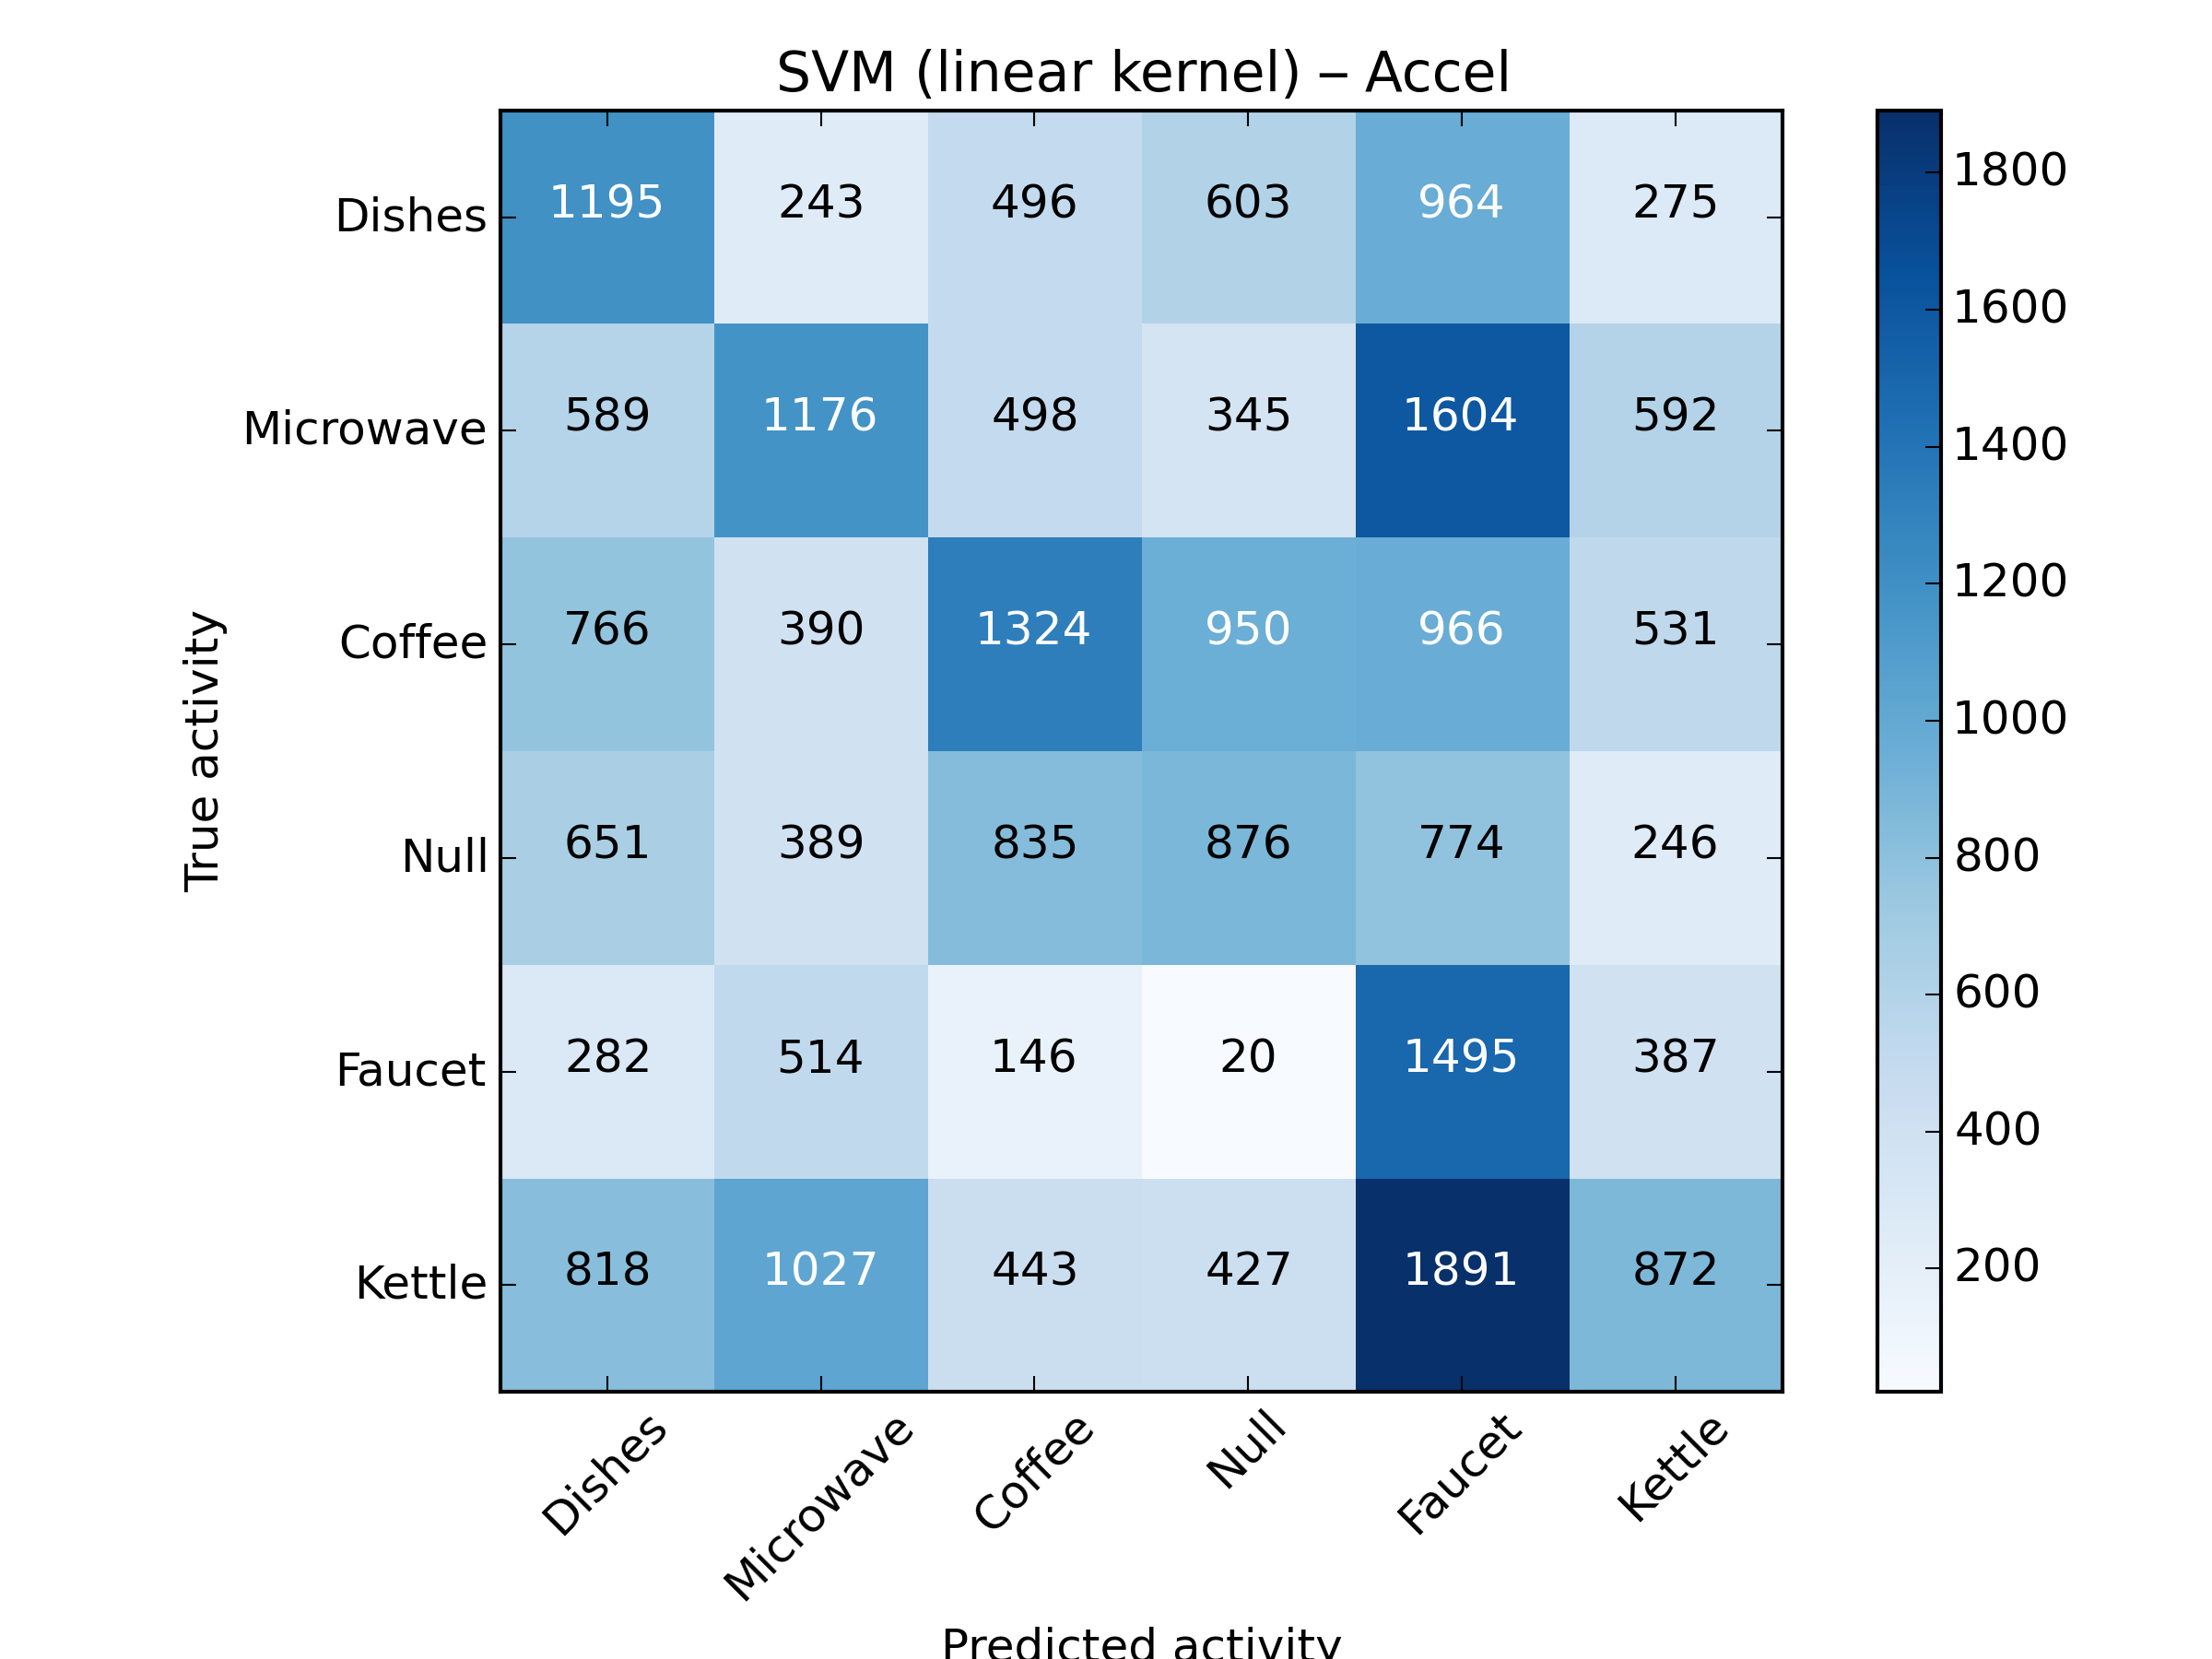 SVM (linear kernel) – Accel
Dishes 1195 243 496 603 964 275
Microwave 589 1176 498 345 1604 592
Coffee 766 390 1324 950 966 531
Null 651 389 835 876 774 246
Faucet 282 514 146 20 1495 387
Kettle 818 1027 443 427 1891 872
True activity
Dishes Microwave Coffee Null Faucet Kettle
Predicted activity
1800
1600
1400
1200
1000
800
600
400
200